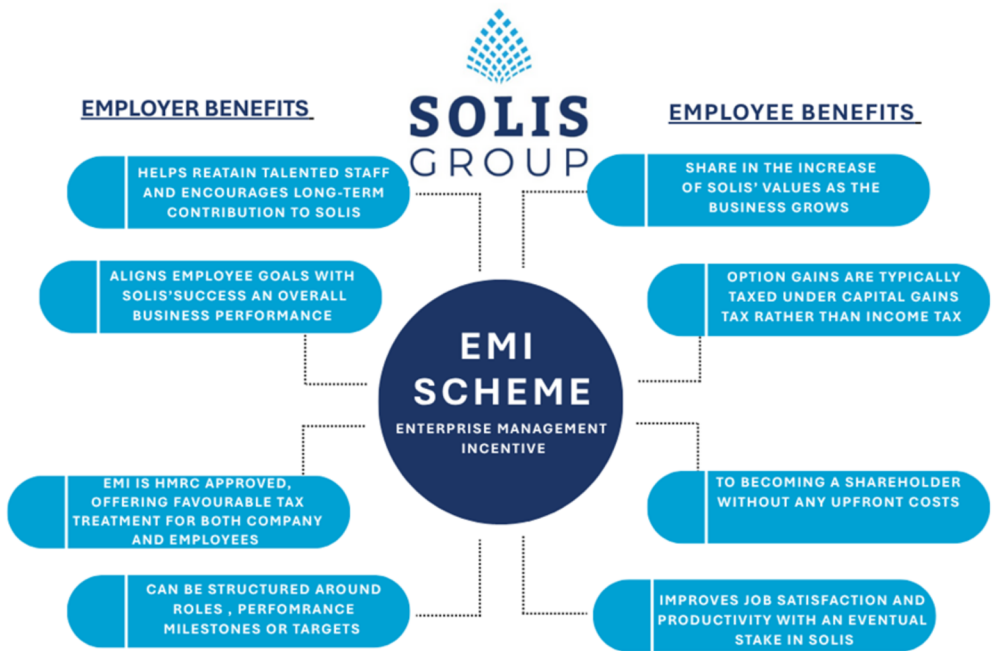 SOLIS
GROUP
EMPLOYER BENEFITS
HELPS REATAIN TALENTED STAFF
AND ENCOURAGES LONG-TERM
CONTRIBUTION TO SOLIS
ALIGNS EMPLOYEE GOALS WITH
SOLIS'SUCCESS AN OVERALL
BUSINESS PERFORMANCE
EMI IS HMRC APPROVED,
OFFERING FAVOURABLE TAX
TREATMENT FOR BOTH COMPANY
AND EMPLOYEES
CAN BE STRUCTURED AROUND
ROLES , PERFOMRANCE
MILESTONES OR TARGETS
EMI
SCHEME
ENTERPRISE MANAGEMENT
INCENTIVE
EMPLOYEE BENEFITS
SHARE IN THE INCREASE
OF SOLIS' VALUES AS THE
BUSINESS GROWS
OPTION GAINS ARE TYPICALLY
TAXED UNDER CAPITAL GAINS
TAX RATHER THAN INCOME TAX
TO BECOMING A SHAREHOLDER
WITHOUT ANY UPFRONT COSTS
IMPROVES JOB SATISFACTION AND
PRODUCTIVITY WITH AN EVENTUAL
STAKE IN SOLIS